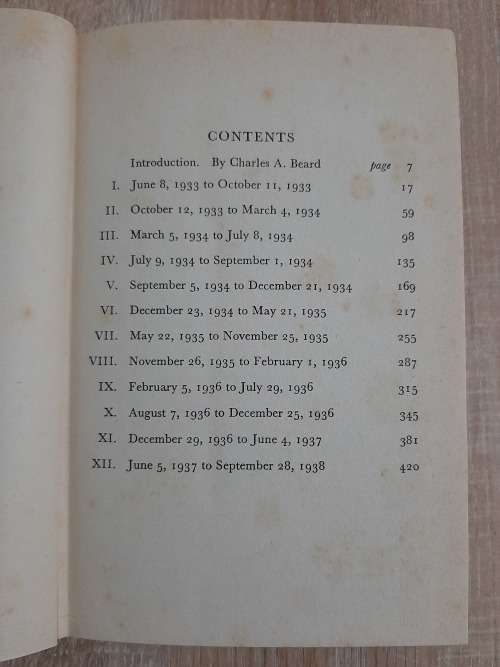 CONTENTS
Introduction. By Charles A. Beard page 7
I. June 8, 1933 to October 11, 1933 17
II. October 12, 1933 to March 4, 1934 59
III. March 5, 1934 to July 8, 1934 98
IV. July 9, 1934 to September 1, 1934 135
V. September 5, 1934 to December 21, 1934 169
VI. December 23, 1934 to May 21, 1935 217
VII. May 22, 1935 to November 25, 1935 255
VIII. November 26, 1935 to February 1, 1936 287
IX. February 5, 1936 to July 29, 1936 315
X. August 7, 1936 to December 25, 1936 345
XI. December 29, 1936 to June 4, 1937 381
XII. June 5, 1937 to September 28, 1938 420